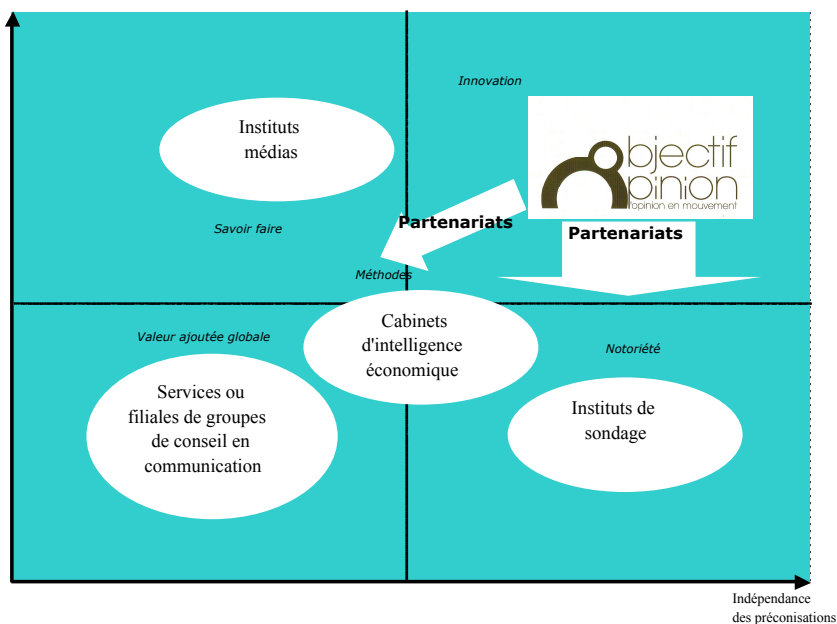 Innovation
Instituts
médias
bjectif
pinion
l'opinion en mouvement
Savoir faire
Partenariats
Partenariats
Méthodes
Valeur ajoutée globale
Cabinets
d'intelligence
économique
Notoriété
Services ou
filiales de groupes
de conseil en
communication
Instituts de
sondage
Indépendance
des préconisations